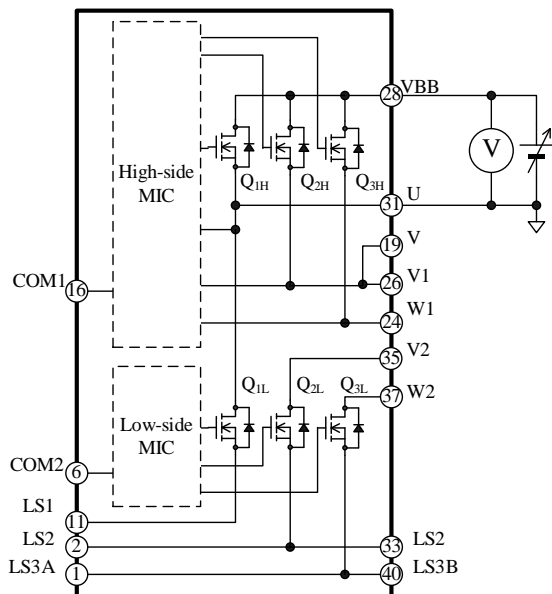 28
VBB
V
High-side
MIC
Q1H
Q2H
Q3H
31
U
19
V
COM1
16
26
V1
24
W1
35
V2
37
W2
Low-side
MIC
Q1L
Q2L
Q3L
COM2
6
LS1
11
LS2
2
33
LS2
LS3A
1
40
LS3B